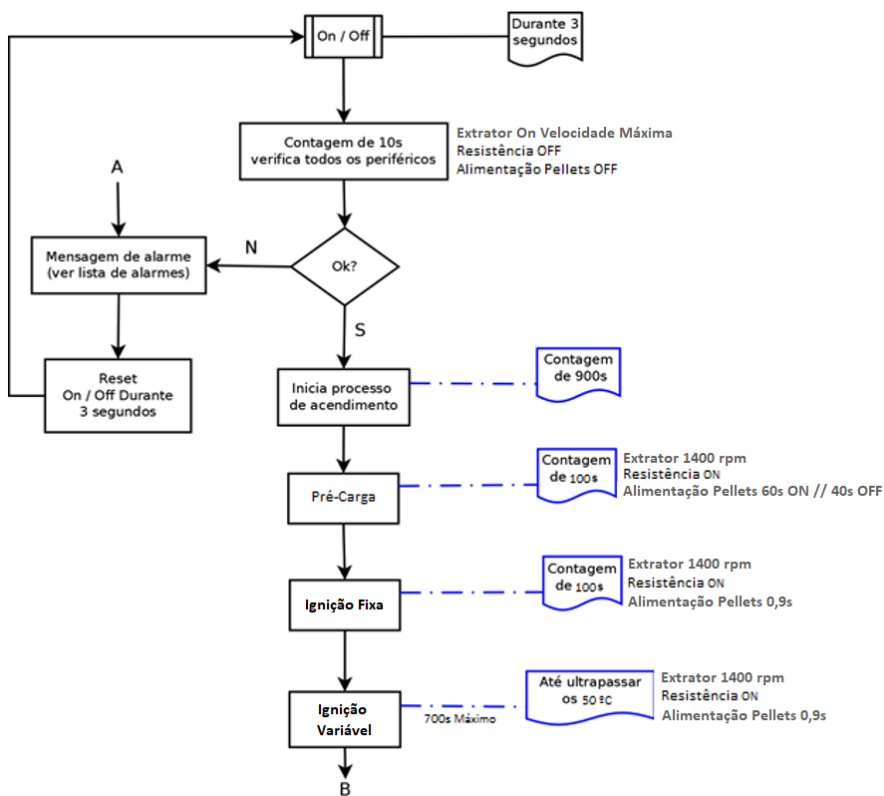 On / Off
Durante 3
segundos
Contagem de 10s
verifica todos os periféricos
Extrator On Velocidade Máxima
Resistência OFF
Alimentação Pellets OFF
A
Mensagem de alarme
(ver lista de alarmes)
N
Ok?
S
Reset
On / Off Durante
3 segundos
Inicia processo
de acendimento
Contagem
de 900s
Pré-Carga
Contagem
de 100s
Extrator 1400 rpm
Resistência ON
Alimentação Pellets 60s ON // 40s OFF
Ignição Fixa
Contagem
de 100s
Extrator 1400 rpm
Resistência ON
Alimentação Pellets 0,9s
Ignição
Variável
700s Máximo
Até ultrapassar
os 50 ºC
Extrator 1400 rpm
Resistência ON
Alimentação Pellets 0,9s
B